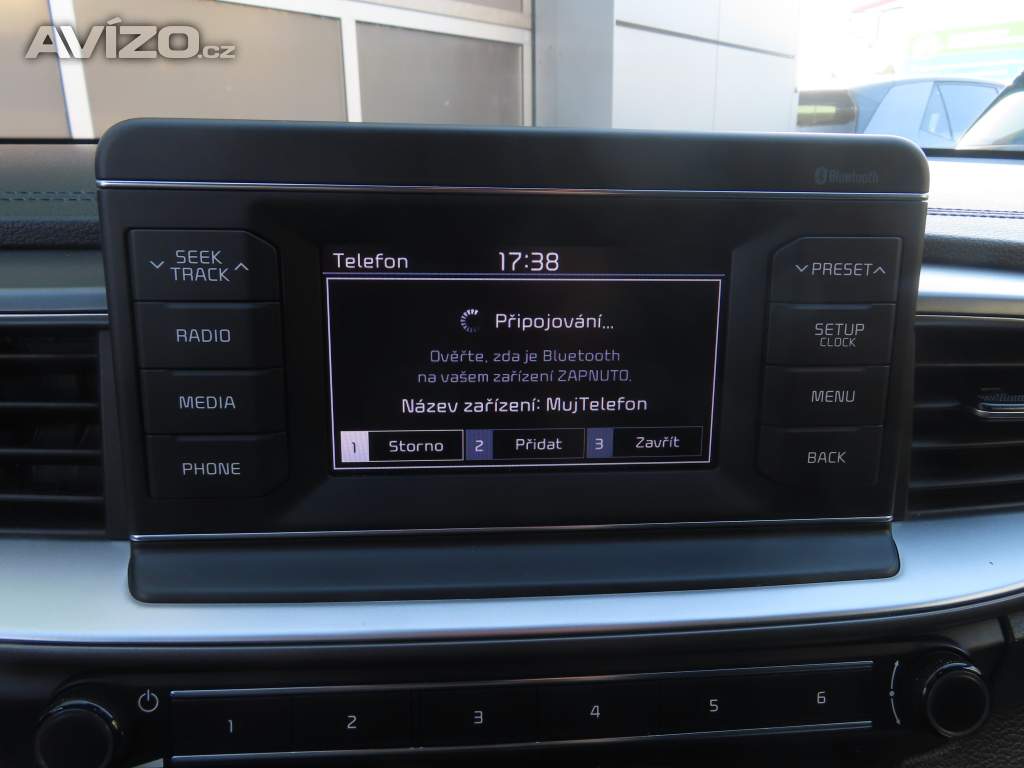 AVÍZO.cz
Bluetooth
SEEK
TRACK
RADIO
MEDIA
PHONE
Telefon 17:38
Připojování...
Ověřte, zda je Bluetooth
na vašem zařízení ZAPNUTO.
Název zařízení: MujTelefon
1 Storno 2 Přidat 3 Zavřít
PRESET
SETUP
CLOCK
MENU
BACK
1 2 3 4 5 6